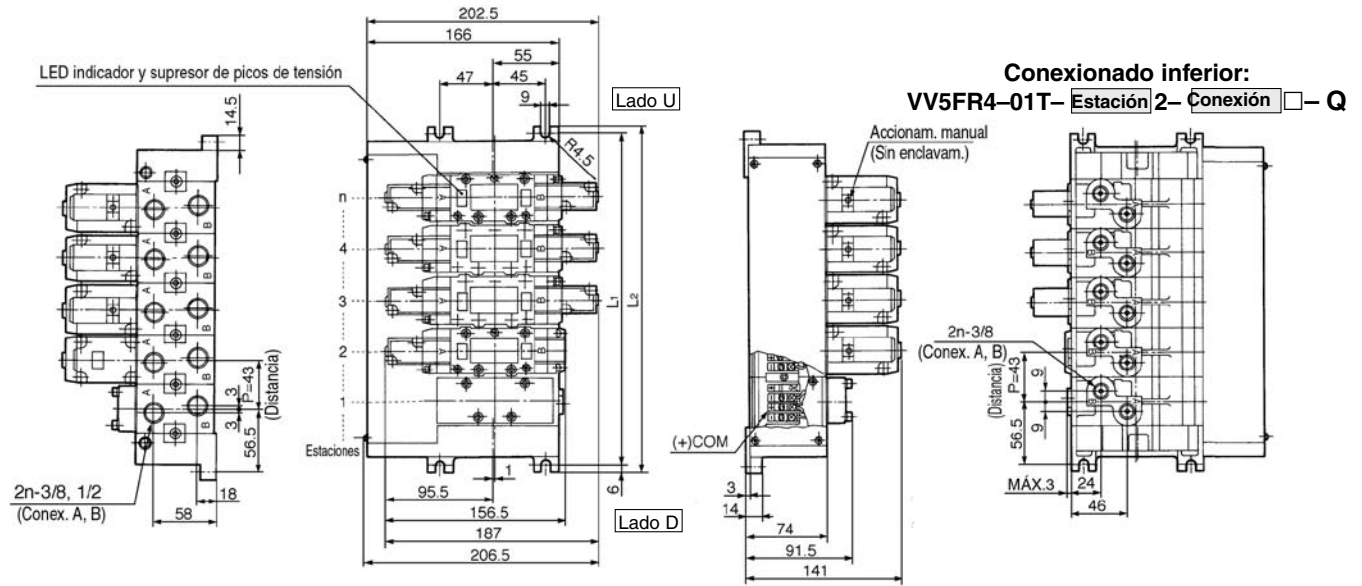 202.5
166
55
47
45
9
LED indicador y supresor de picos de tensión
Lado U
R4.5
14.5
A
A
A
A
A
B
B
B
B
B
P=43
(Distancia)
3
3
56.5
18
58
2n-3/8, 1/2
(Conex. A, B)
n
4
3
2
1
Estaciones
A
B
A
B
A
B
A
L1
L2
1
6
95.5
156.5
187
206.5
Lado D
Accionam. manual
(Sin enclavam.)
(+)COM
3
14
74
91.5
141
Conexionado inferior:
VV5FR4–01T– Estación 2– Conexión □– Q
2n-3/8
(Conex. A, B)
(Distancia)
P=43
9
9
56.5
MÁX.3
24
46